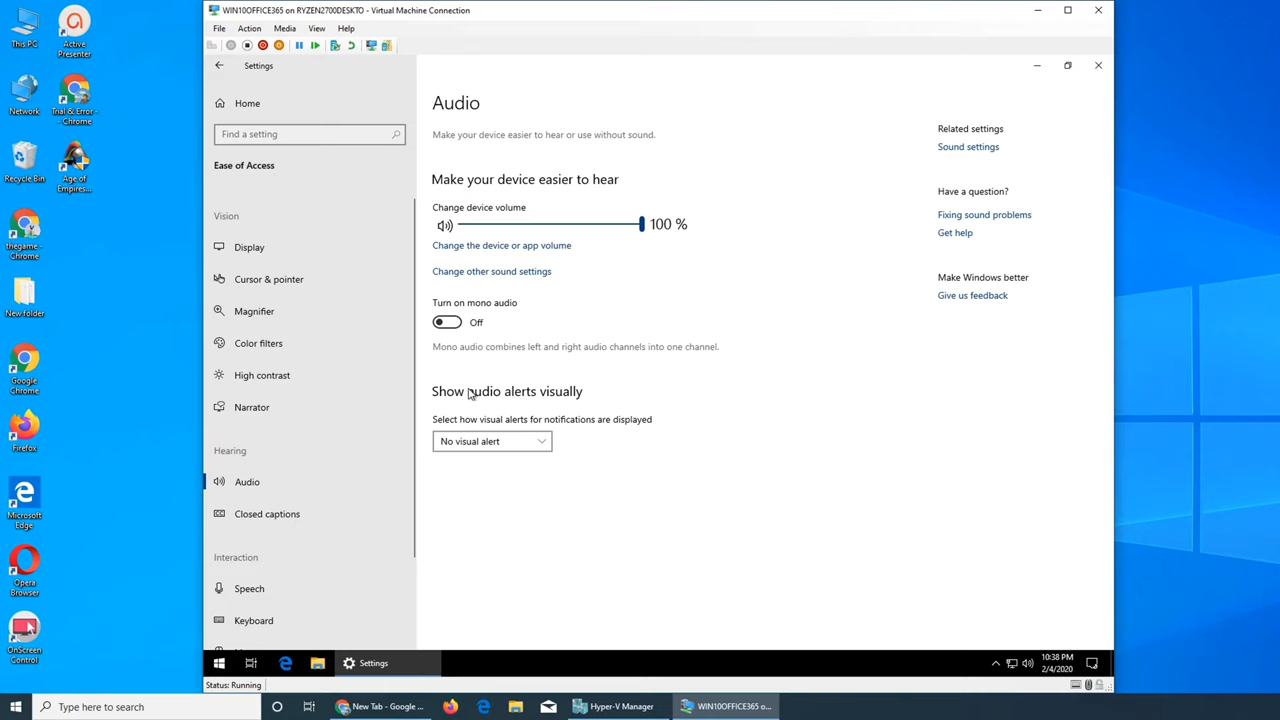 WIN10OFFICE365 on RYZEN2700DESKTO - Virtual Machine Connection
File Action Media View Help
Settings
Home
Find a setting
Ease of Access
Vision
Display
Cursor & pointer
Magnifier
Color filters
High contrast
Narrator
Hearing
Audio
Closed captions
Interaction
Speech
Keyboard
Audio
Make your device easier to hear or use without sound.
Make your device easier to hear
Change device volume
100 %
Change the device or app volume
Change other sound settings
Turn on mono audio
Off
Mono audio combines left and right audio channels into one channel.
Show audio alerts visually
Select how visual alerts for notifications are displayed
No visual alert
Related settings
Sound settings
Have a question?
Fixing sound problems
Get help
Make Windows better
Give us feedback
Settings
10:38 PM
2/4/2020
Status: Running
This PC
Active
Presenter
Network
Trial & Error -
- Chrome
Recycle Bin
Age of
Empires...
thegame -
Chrome
New folder
Google
Chrome
Firefox
Microsoft
Edge
Opera
Browser
OnScreen
Control
Type here to search
New Tab - Google ...
Hyper-V Manager
WIN10OFFICE365 o...